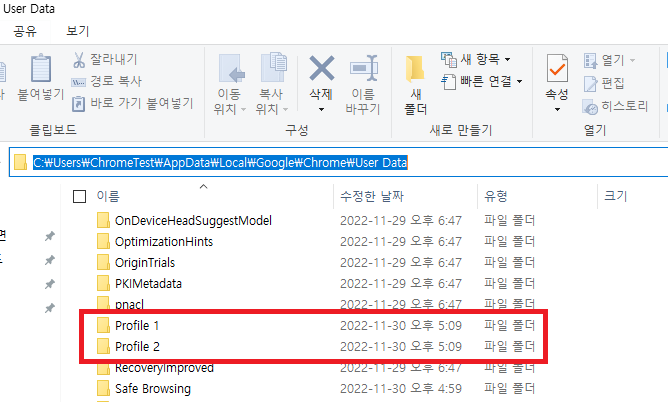 User Data
공유 보기
잘라내기
경로 복사
바로 가기 붙여넣기
붙여넣기
이동 위치
복사 위치
삭제
이름 바꾸기
새 폴더
새 항목
빠른 연결
속성
열기
편집
히스토리
클립보드 구성 새로 만들기 열기
C:₩Users₩ChromeTest₩AppData₩Local₩Google₩Chrome₩User Data
이름 수정한 날짜 유형 크기
OnDeviceHeadSuggestModel 2022-11-29 오후 6:47 파일 폴더
OptimizationHints 2022-11-29 오후 6:47 파일 폴더
OriginTrials 2022-11-29 오후 6:47 파일 폴더
PKIMetadata 2022-11-29 오후 6:47 파일 폴더
pnacl 2022-11-29 오후 6:47 파일 폴더
Profile 1 2022-11-30 오후 5:09 파일 폴더
Profile 2 2022-11-30 오후 5:09 파일 폴더
RecoveryImproved 2022-11-29 오후 6:47 파일 폴더
Safe Browsing 2022-11-30 오후 4:59 파일 폴더